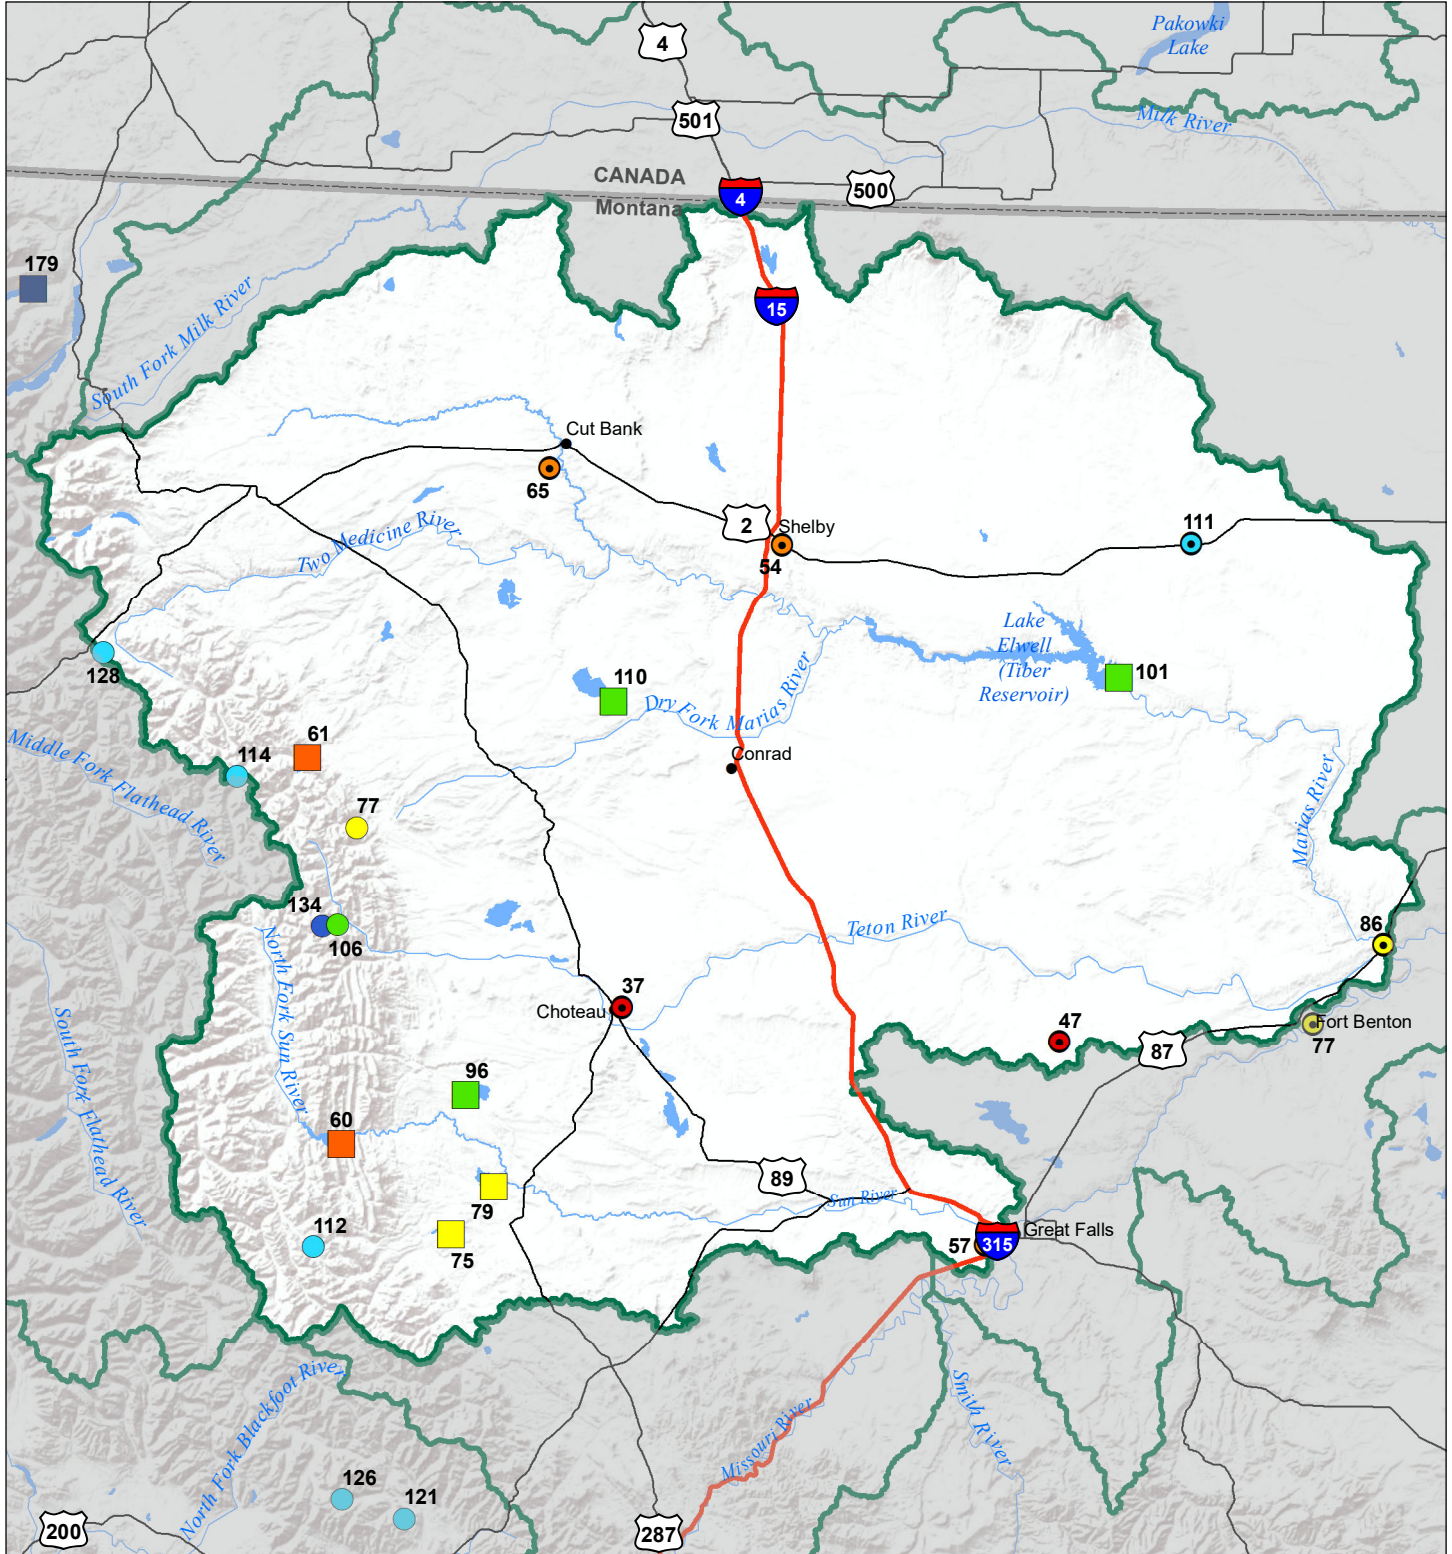 Pakowki
Lake
4
501
Milk River
CANADA
Montana
4
500
179
15
South Fork Milk River
Cut Bank
65
2
Shelby
54
111
Two Medicine River
Lake
Elwell
(Tiber
Reservoir)
128
110
101
Dry Fork Marias River
61
114
Conrad
Middle Fork Flathead River
77
Marias River
134
106
Teton River
86
North Fork Sun River
37
Choteau
47
87
Fort Benton
77
South Fork Flathead River
96
60
89
79
Sun River
112
75
57
315
Great Falls
North Fork Blackfoot River
Smith River
Missouri River
126
121
200
287